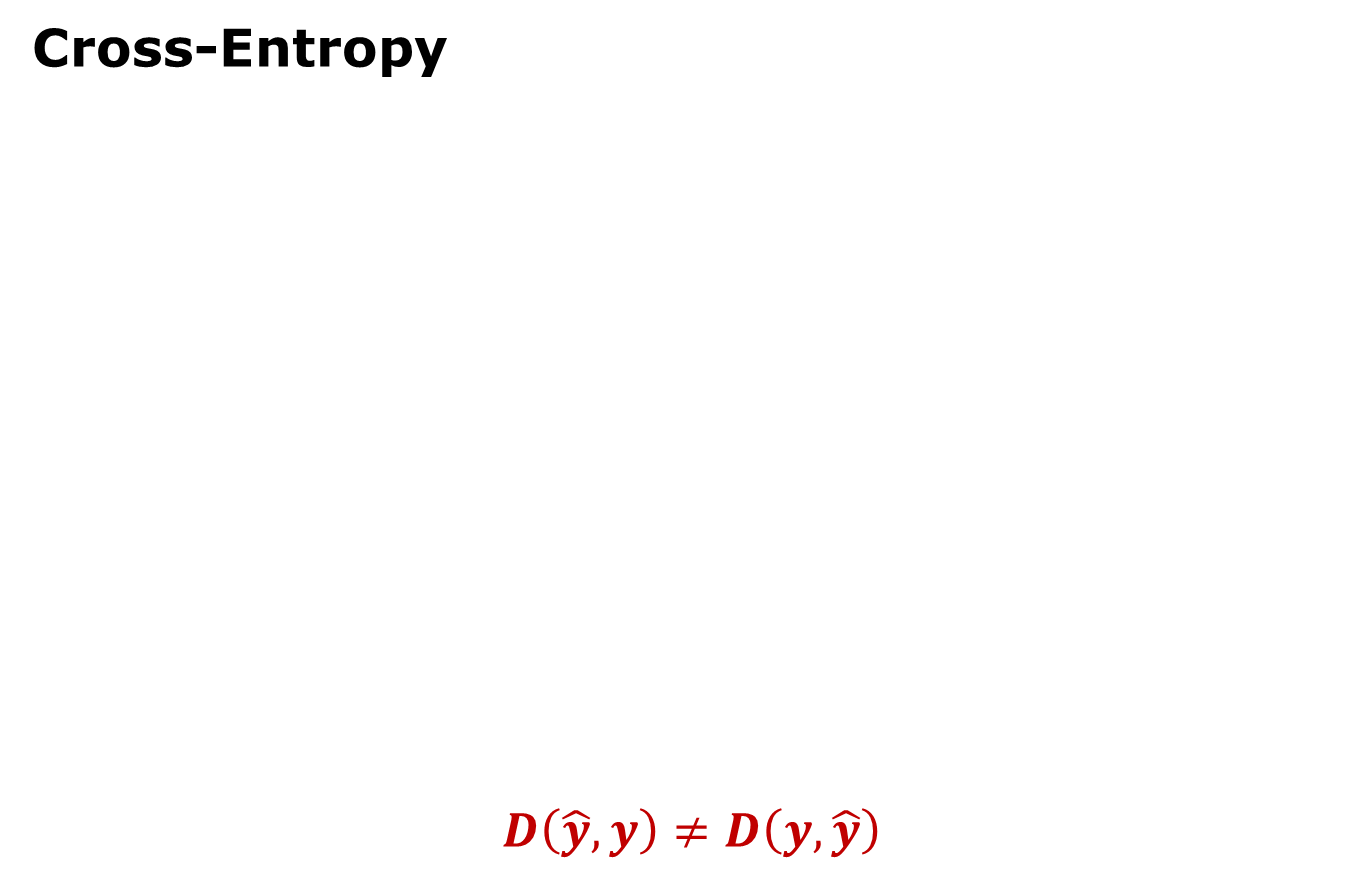 Cross-Entropy
D(ŷ, y) ≠ D(y, ŷ)